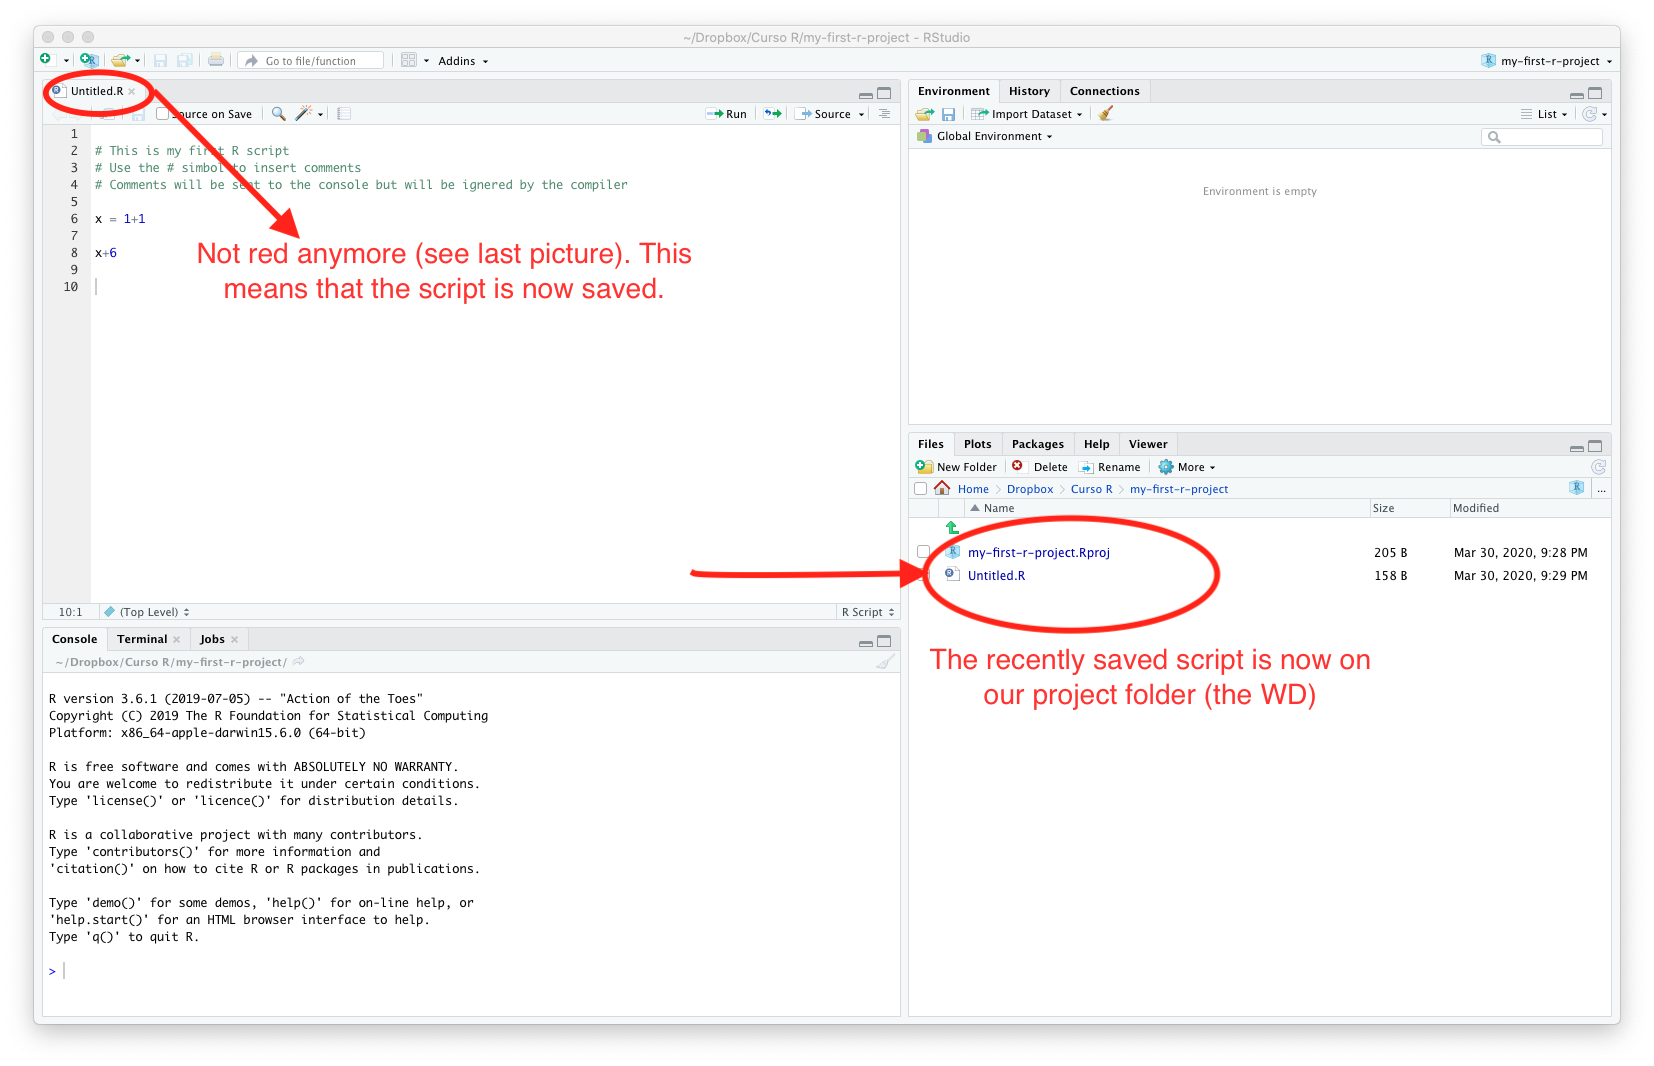 ~/Dropbox/Curso R/my-first-r-project - RStudio
Go to file/function
Addins
my-first-r-project
Untitled.R
Source on Save
Run
Source
1
2 # This is my first R script
3 # Use the # simbol to insert comments
4 # Comments will be sent to the console but will be ignered by the compiler
5
6 x = 1+1
7
8 x+6
9
10
Not red anymore (see last picture). This
means that the script is now saved.
10:1 (Top Level) R Script
Console Terminal Jobs
~/Dropbox/Curso R/my-first-r-project/
R version 3.6.1 (2019-07-05) -- "Action of the Toes"
Copyright (C) 2019 The R Foundation for Statistical Computing
Platform: x86_64-apple-darwin15.6.0 (64-bit)
R is free software and comes with ABSOLUTELY NO WARRANTY.
You are welcome to redistribute it under certain conditions.
Type 'license()' or 'licence()' for distribution details.
R is a collaborative project with many contributors.
Type 'contributors()' for more information and
'citation()' on how to cite R or R packages in publications.
Type 'demo()' for some demos, 'help()' for on-line help, or
'help.start()' for an HTML browser interface to help.
Type 'q()' to quit R.
>
Environment History Connections
Import Dataset List
Global Environment
Environment is empty
Files Plots Packages Help Viewer
New Folder Delete Rename More
Home Dropbox Curso R my-first-r-project ...
Name Size Modified
my-first-r-project.Rproj 205 B Mar 30, 2020, 9:28 PM
Untitled.R 158 B Mar 30, 2020, 9:29 PM
The recently saved script is now on
our project folder (the WD)